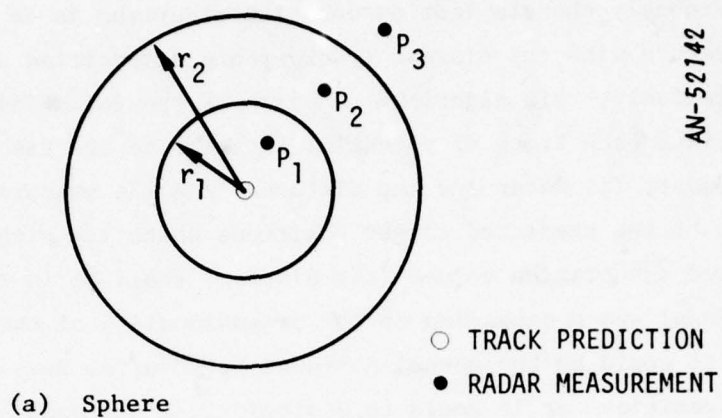 r₂
P₃
P₂
P₁
r₁
AN-52142
○ TRACK PREDICTION
● RADAR MEASUREMENT
(a) Sphere